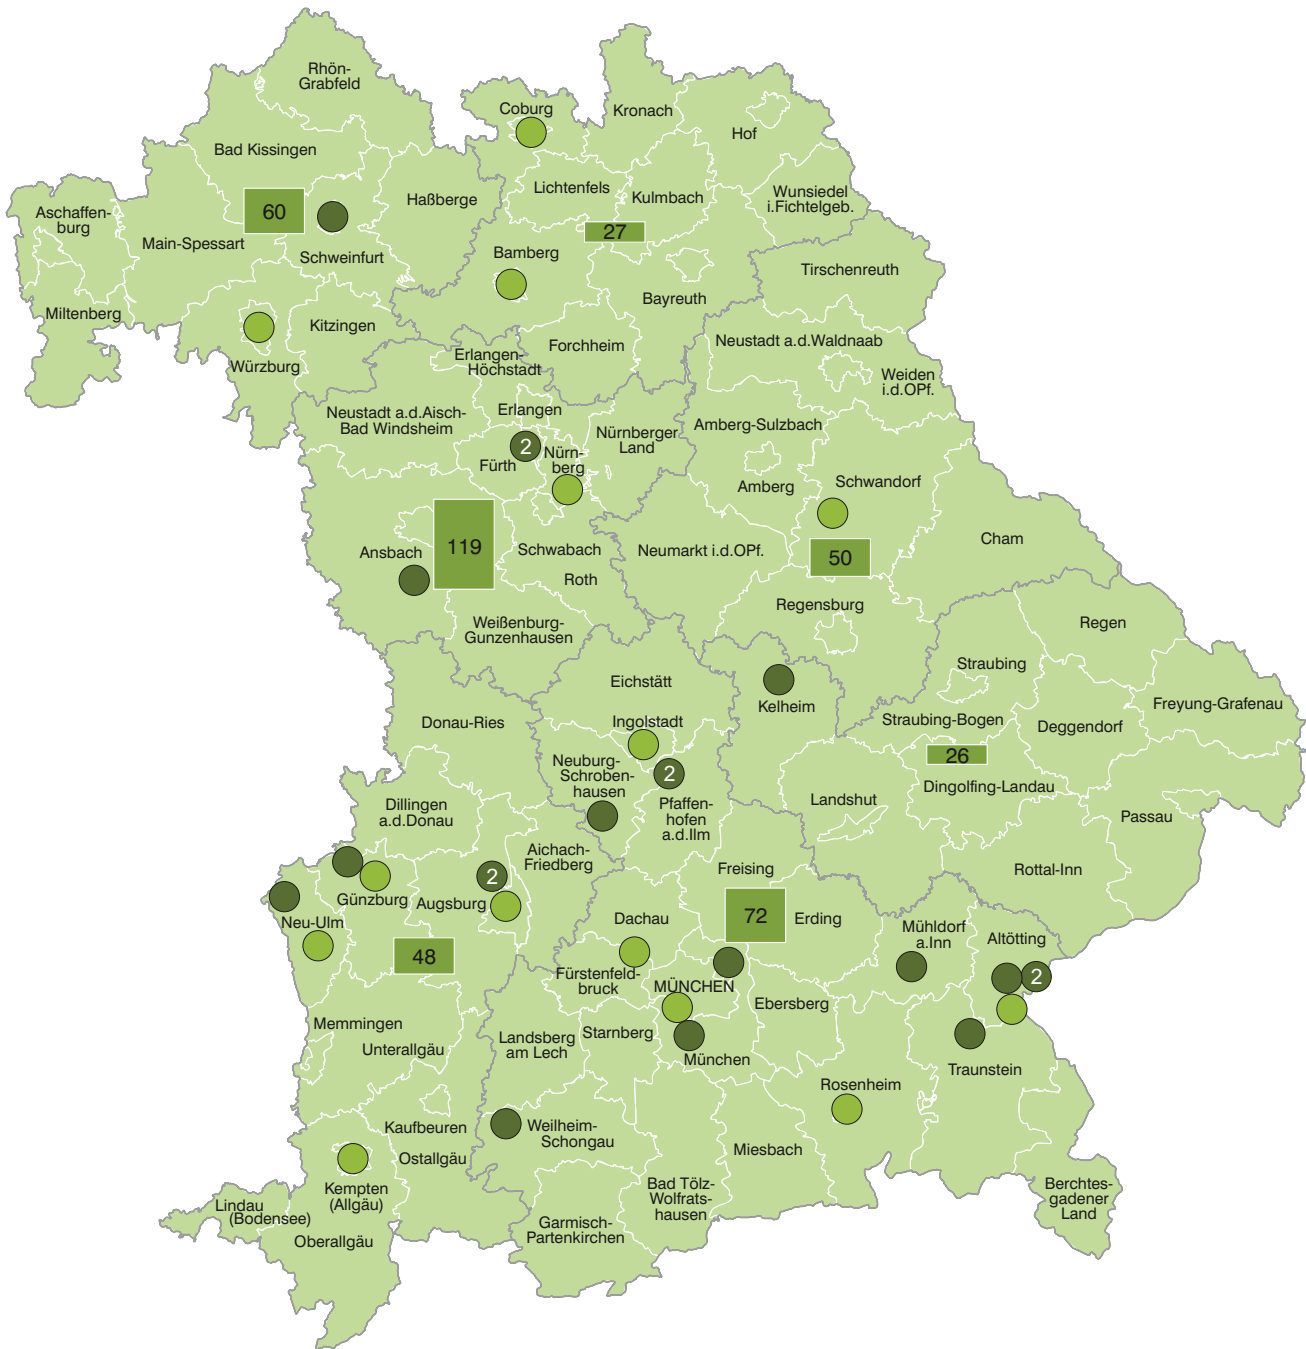 Rhön-
Grabfeld
Coburg
Kronach
Hof
Bad Kissingen
Lichtenfels
Kulmbach
Wunsiedel
i.Fichtelgeb.
Haßberge
Aschaffen-
burg
60
Main-Spessart
Schweinfurt
27
Bamberg
Tirschenreuth
Bayreuth
Miltenberg
Kitzingen
Würzburg
Erlangen-
Höchstadt
Forchheim
Neustadt a.d.Waldnaab
Weiden
i.d.OPf.
Neustadt a.d.Aisch-
Bad Windsheim
Erlangen
Nürnberger
Land
Amberg-Sulzbach
2
Fürth
Nürn-
berg
Amberg
Schwandorf
119
Ansbach
Schwabach
Roth
Neumarkt i.d.OPf.
50
Cham
Weißenburg-
Gunzenhausen
Regensburg
Regen
Straubing
Eichstätt
Kelheim
Freyung-Grafenau
Donau-Ries
Ingolstadt
Straubing-Bogen
Deggendorf
26
Neuburg-
Schroben-
hausen
2
Pfaffen-
hofen
a.d.Ilm
Landshut
Dingolfing-Landau
Passau
Dillingen
a.d.Donau
Aichach-
Friedberg
Freising
Rottal-Inn
2
Günzburg
Augsburg
Neu-Ulm
48
Dachau
72
Erding
Mühldorf
a.Inn
Altötting
2
Fürstenfeld-
bruck
MÜNCHEN
Ebersberg
Memmingen
Unterallgäu
Landsberg
am Lech
Starnberg
München
Traunstein
Rosenheim
Kaufbeuren
Ostallgäu
Weilheim-
Schongau
Miesbach
Kempten
(Allgäu)
Lindau
(Bodensee)
Oberallgäu
Garmisch-
Partenkirchen
Bad Tölz-
Wolfrats-
hausen
Berchtes-
gadener
Land